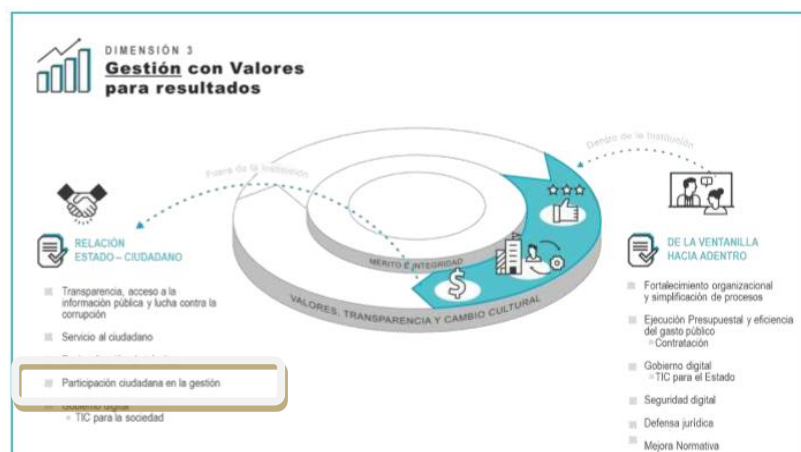 DIMENSIÓN 3
Gestión con Valores
para resultados
Fuera de la Institución
Dentro de la Institución
MÉRITO E INTEGRIDAD
VALORES, TRANSPARENCIA Y CAMBIO CULTURAL
RELACIÓN
ESTADO – CIUDADANO
Transparencia, acceso a la
información pública y lucha contra la
corrupción
Servicio al ciudadano
Participación ciudadana en la gestión
Gobierno digital
TIC para la sociedad
DE LA VENTANILLA
HACIA ADENTRO
Fortalecimiento organizacional
y simplificación de procesos
Ejecución Presupuestal y eficiencia
del gasto público
Contratación
Gobierno digital
TIC para el Estado
Seguridad digital
Defensa jurídica
Mejora Normativa